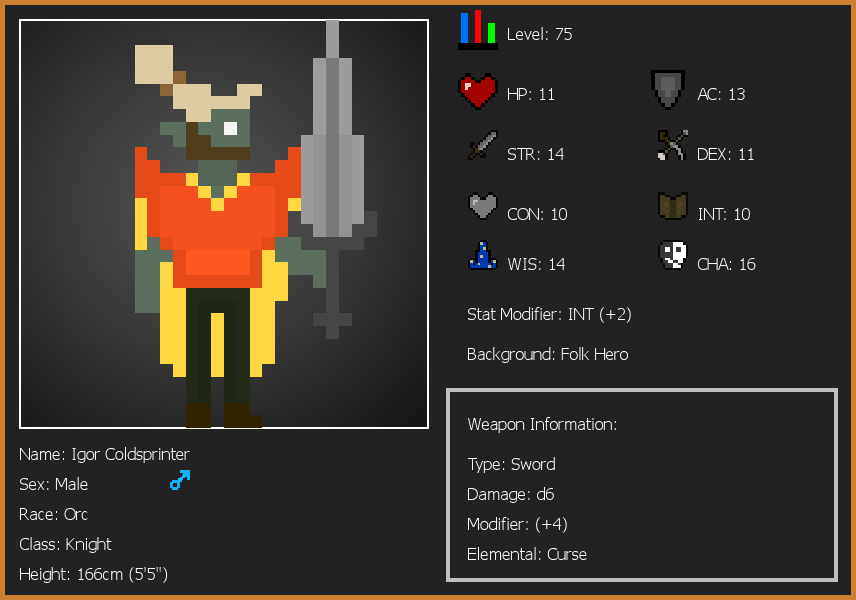 Level: 75
HP: 11
AC: 13
STR: 14
DEX: 11
CON: 10
INT: 10
WIS: 14
CHA: 16
Stat Modifier: INT (+2)
Background: Folk Hero
Weapon Information:
Type: Sword
Damage: d6
Modifier: (+4)
Elemental: Curse
Name: Igor Coldsprinter
Sex: Male
Race: Orc
Class: Knight
Height: 166cm (5'5")